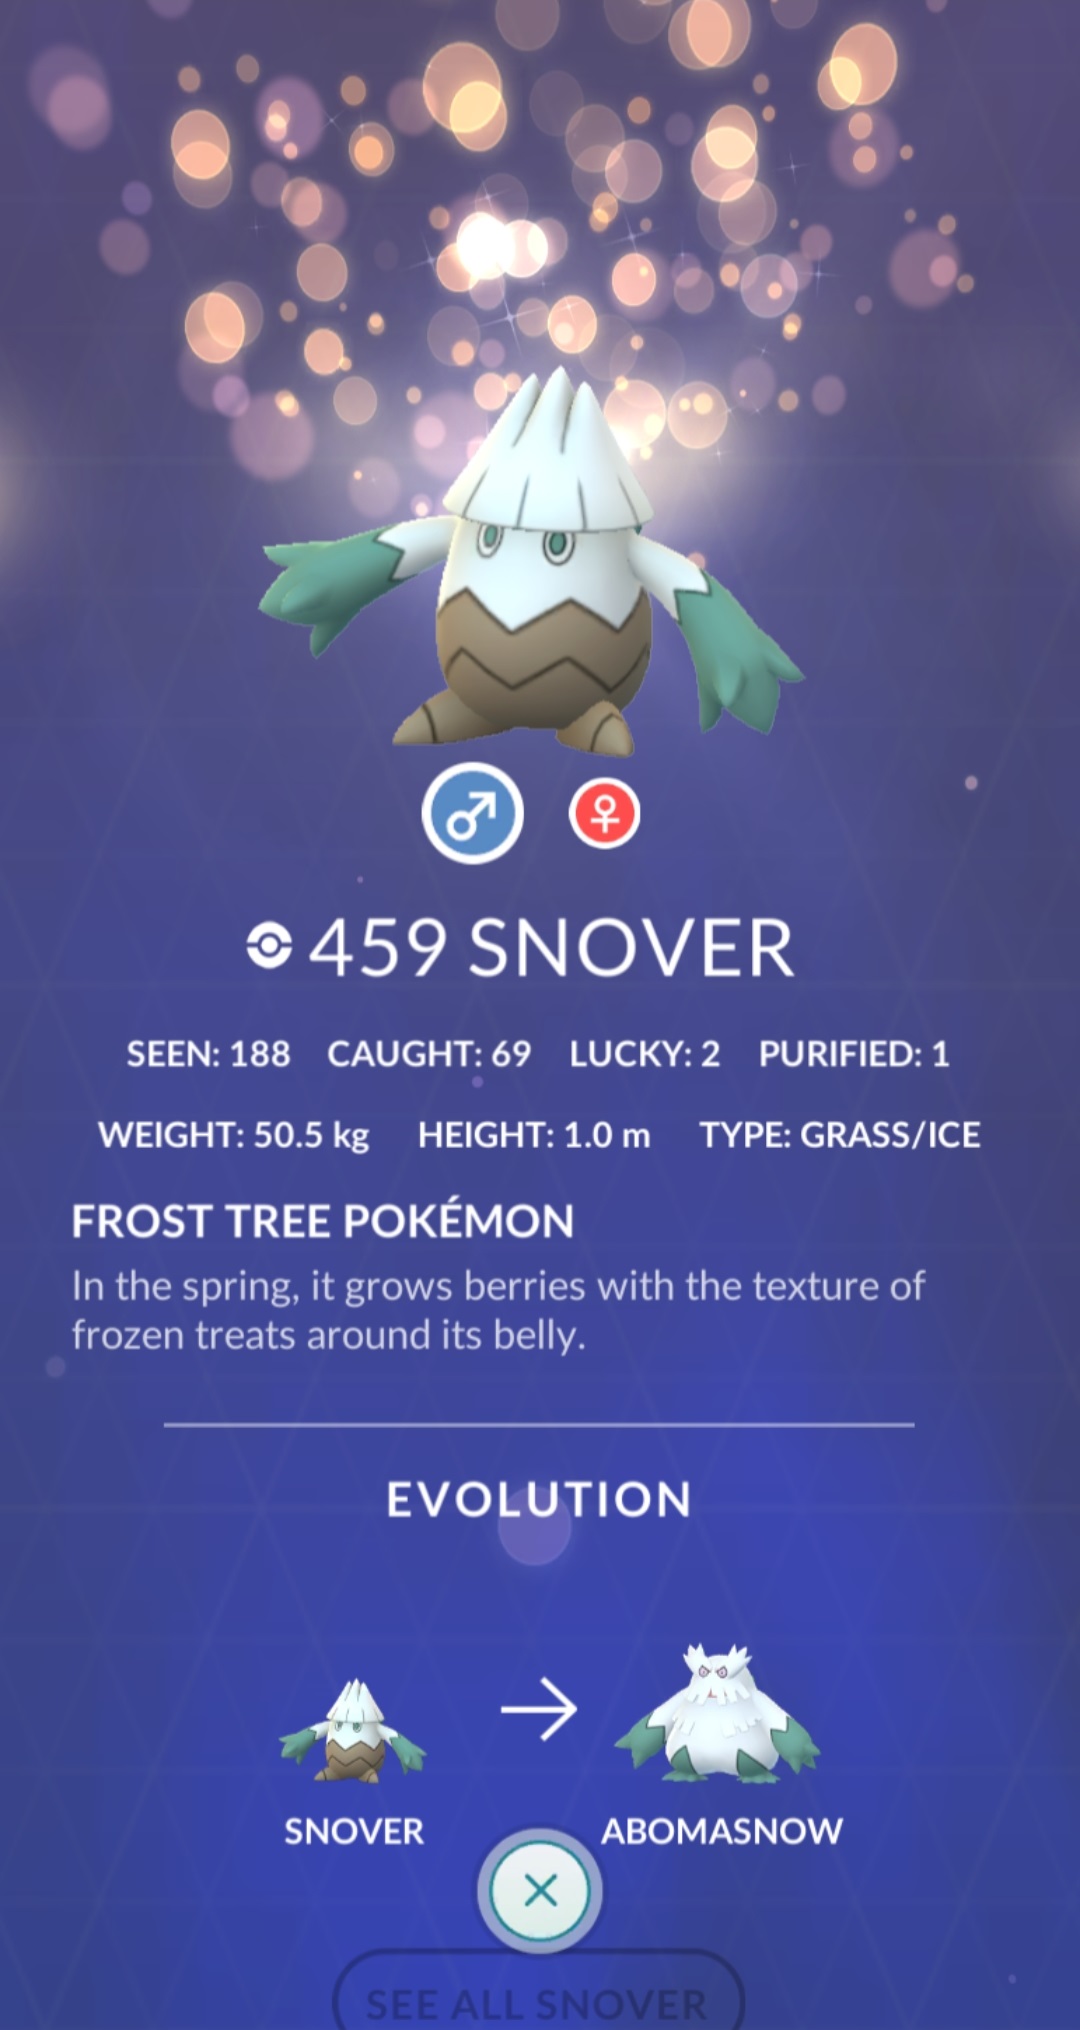 459 SNOVER
SEEN: 188 CAUGHT: 69 LUCKY: 2 PURIFIED: 1
WEIGHT: 50.5 kg HEIGHT: 1.0 m TYPE: GRASS/ICE
FROST TREE POKÉMON
In the spring, it grows berries with the texture of
frozen treats around its belly.
EVOLUTION
SNOVER ABOMASNOW
SEE ALL SNOVER